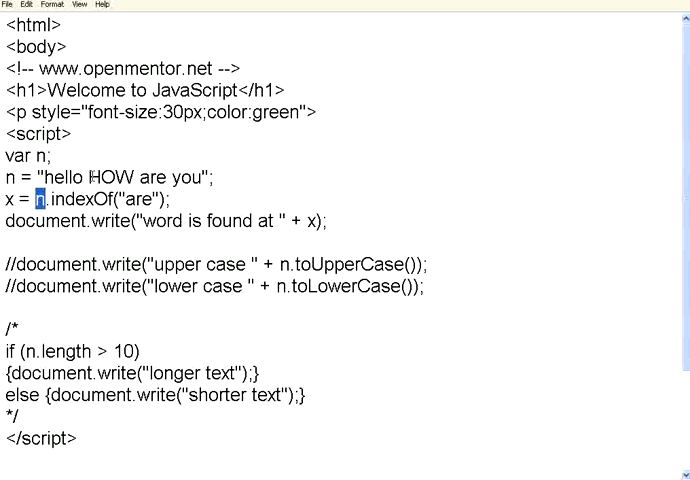 File Edit Format View Help
<html>
<body>
<!-- www.openmentor.net -->
<h1>Welcome to JavaScript</h1>
<p style="font-size:30px;color:green">
<script>
var n;
n = "hello HOW are you";
x = n.indexOf("are");
document.write("word is found at " + x);
//document.write("upper case " + n.toUpperCase());
//document.write("lower case " + n.toLowerCase());
/*
if (n.length > 10)
{document.write("longer text");}
else {document.write("shorter text");}
*/
</script>